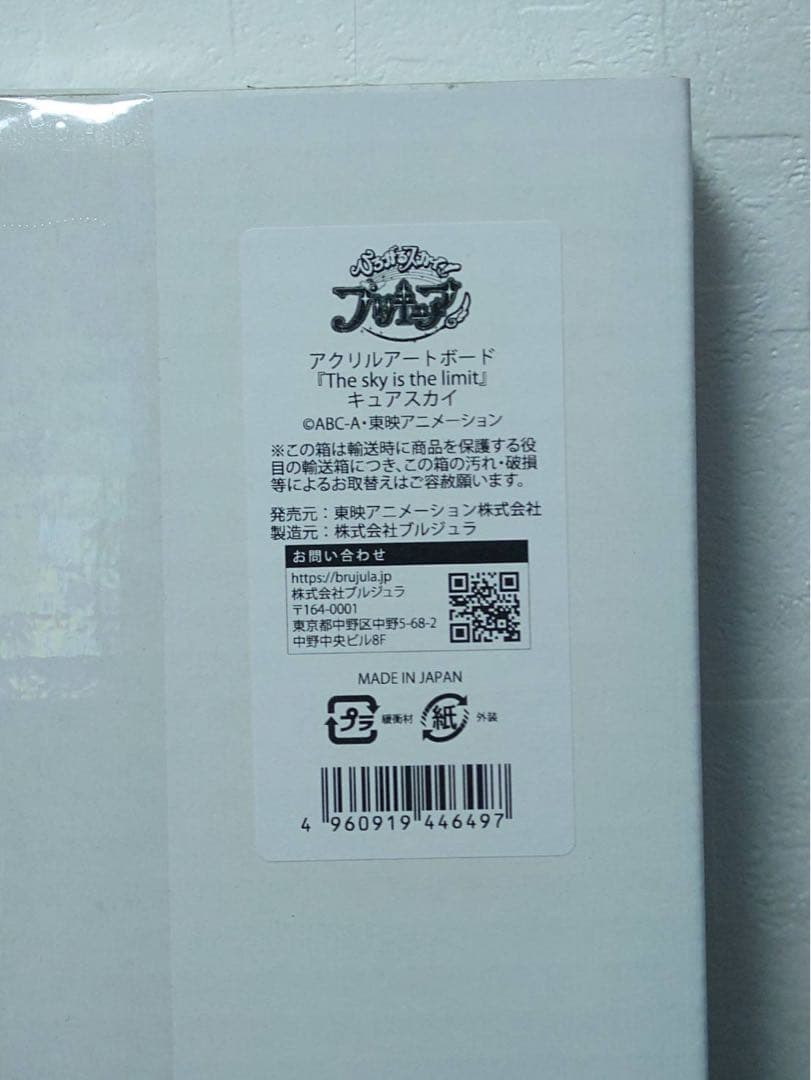 ひろがるスカイ！
プリキュア
アクリルアートボード
『The sky is the limit』
キュアスカイ
©ABC-A・東映アニメーション
※この箱は輸送時に商品を保護する役
目の輸送箱につき、この箱の汚れ・破損
等によるお取替えはご容赦願います。
発売元：東映アニメーション株式会社
製造元：株式会社ブルジュラ
お問い合わせ
https://brujula.jp
株式会社ブルジュラ
〒164-0001
東京都中野区中野5-68-2
中野中央ビル8F
MADE IN JAPAN
プラ 緩衝材 紙 外装
4 960919 446497